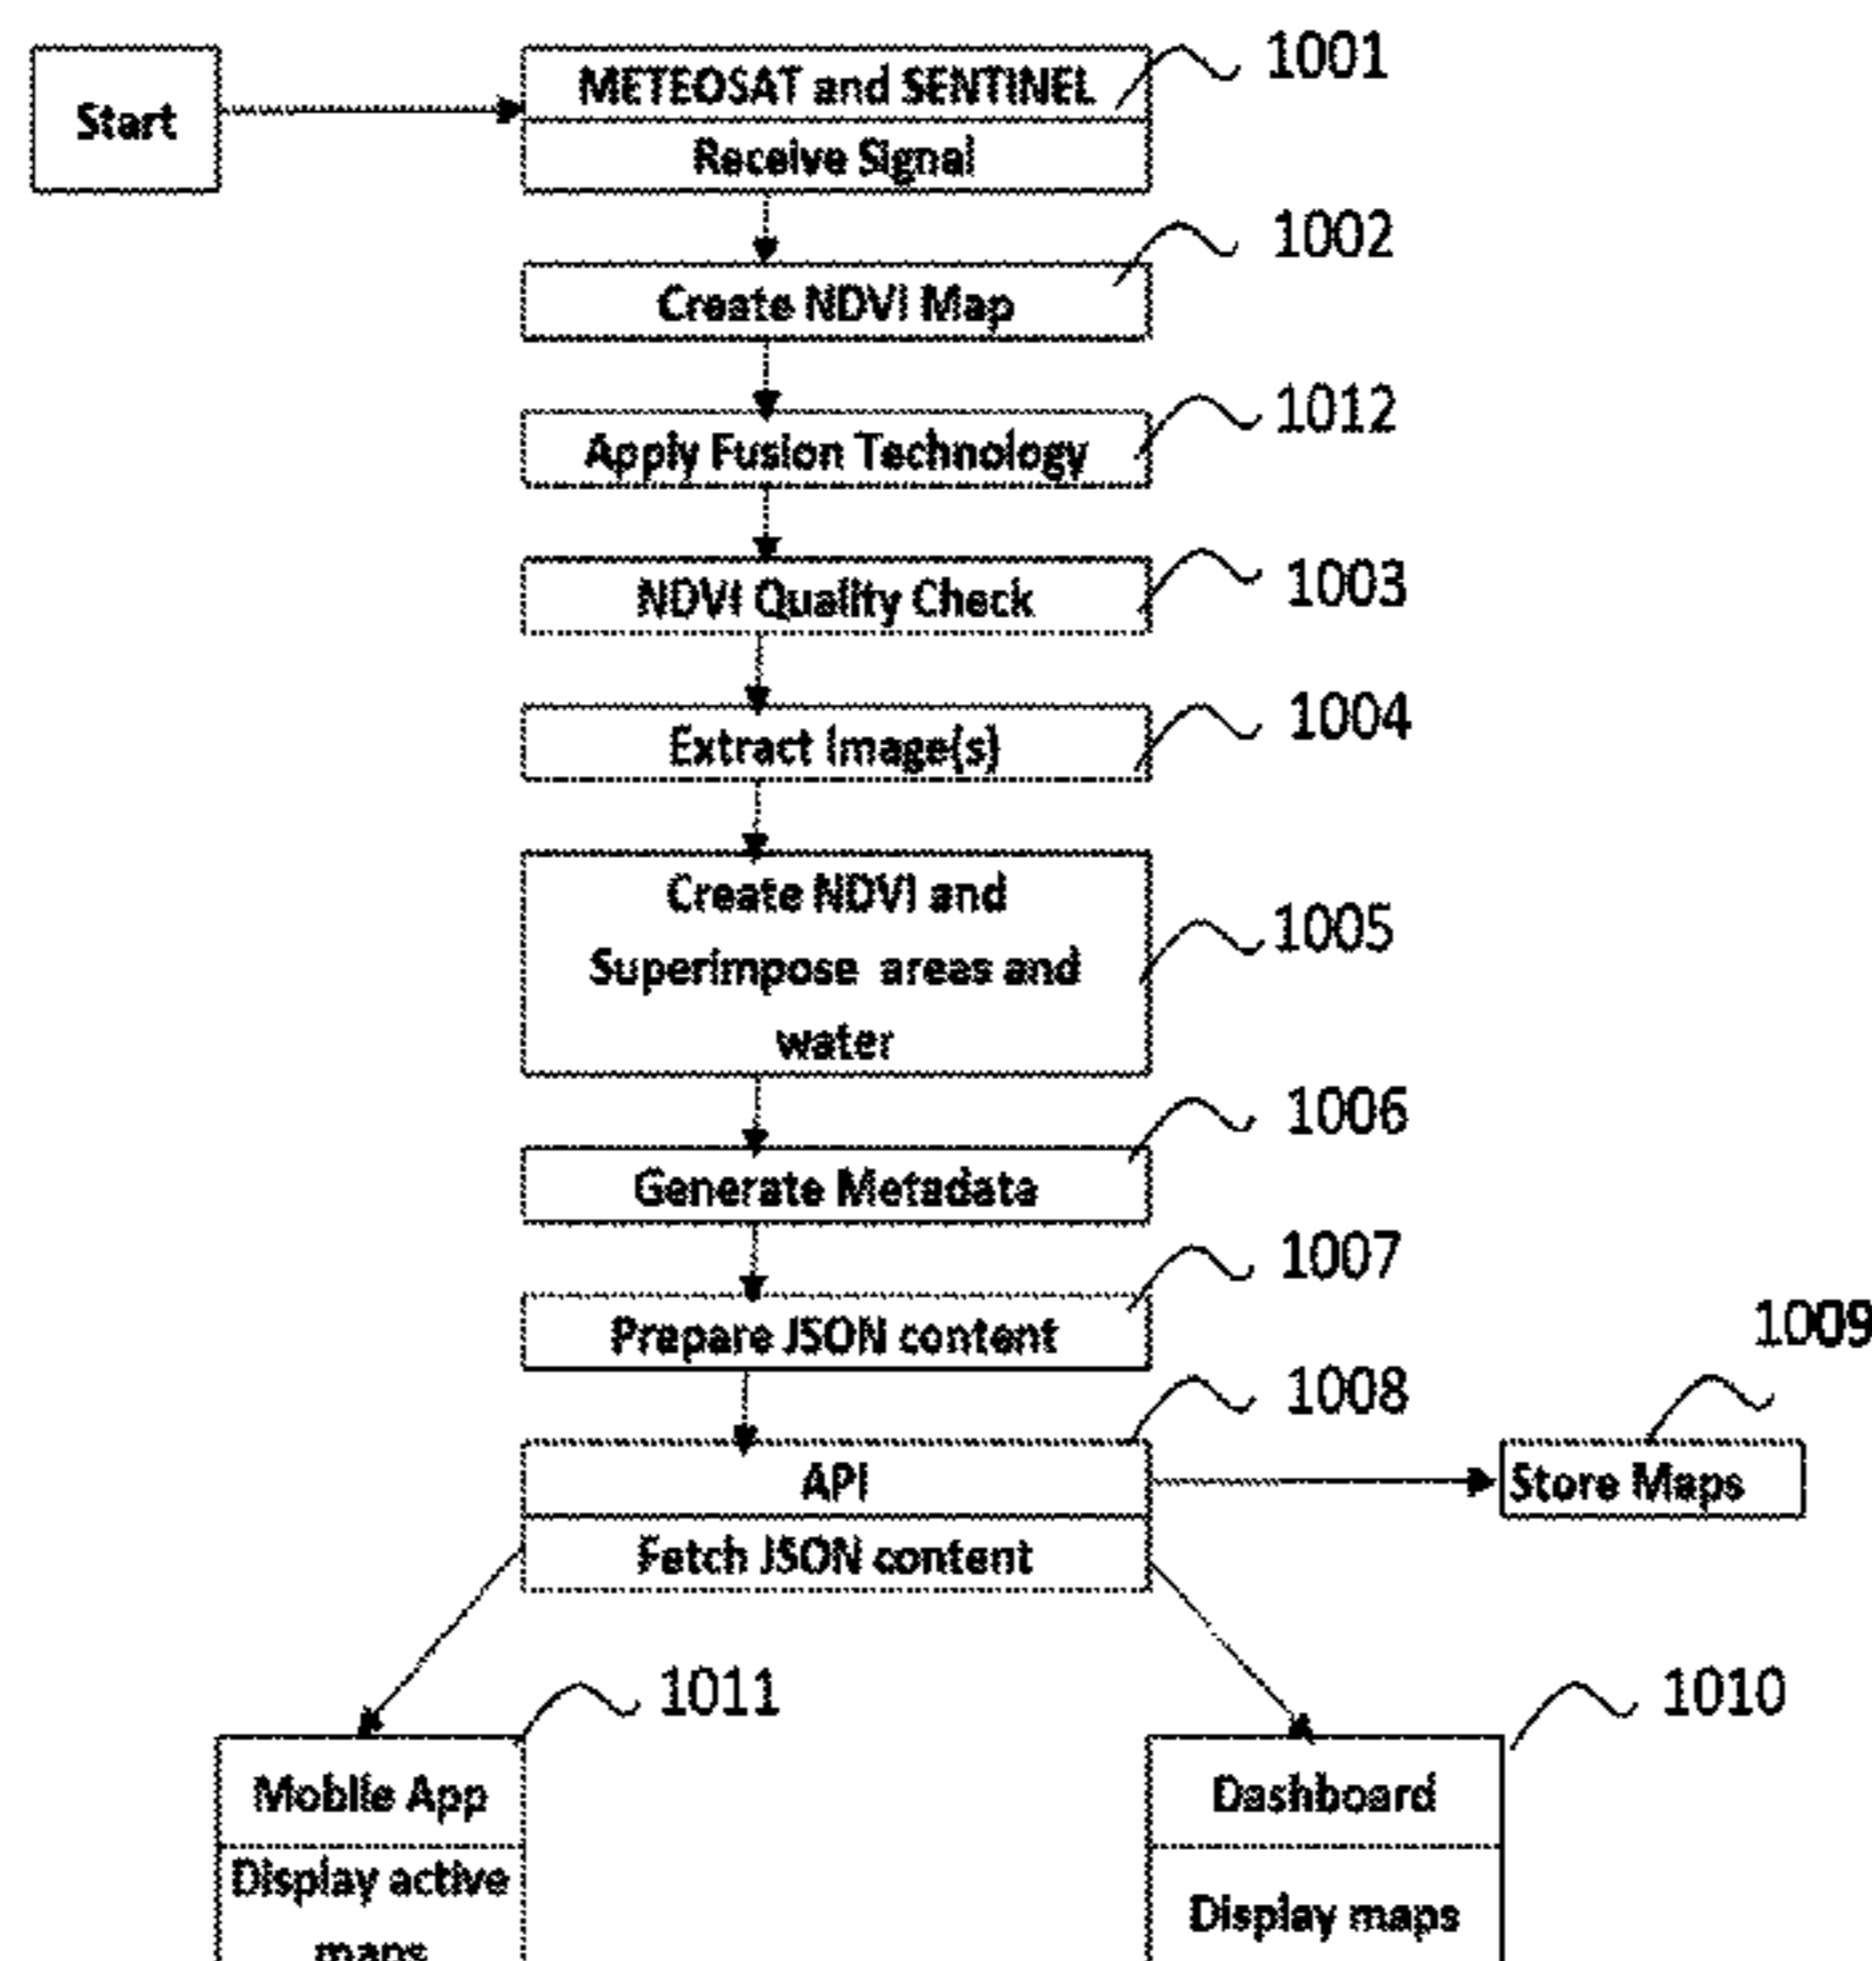 Start
METEOSAT and SENTINEL
1001
Receive Signal
1002
Create NDVI Map
1012
Apply Fusion Technology
1003
NDVI Quality Check
1004
Extract Image(s)
1005
Create NDVI and
Superimpose areas and
water
1006
Generate Metadata
1007
Prepare JSON content
1009
1008
API
Store Maps
Fetch JSON content
1011
1010
Mobile App
Dashboard
Display active
maps
Display maps